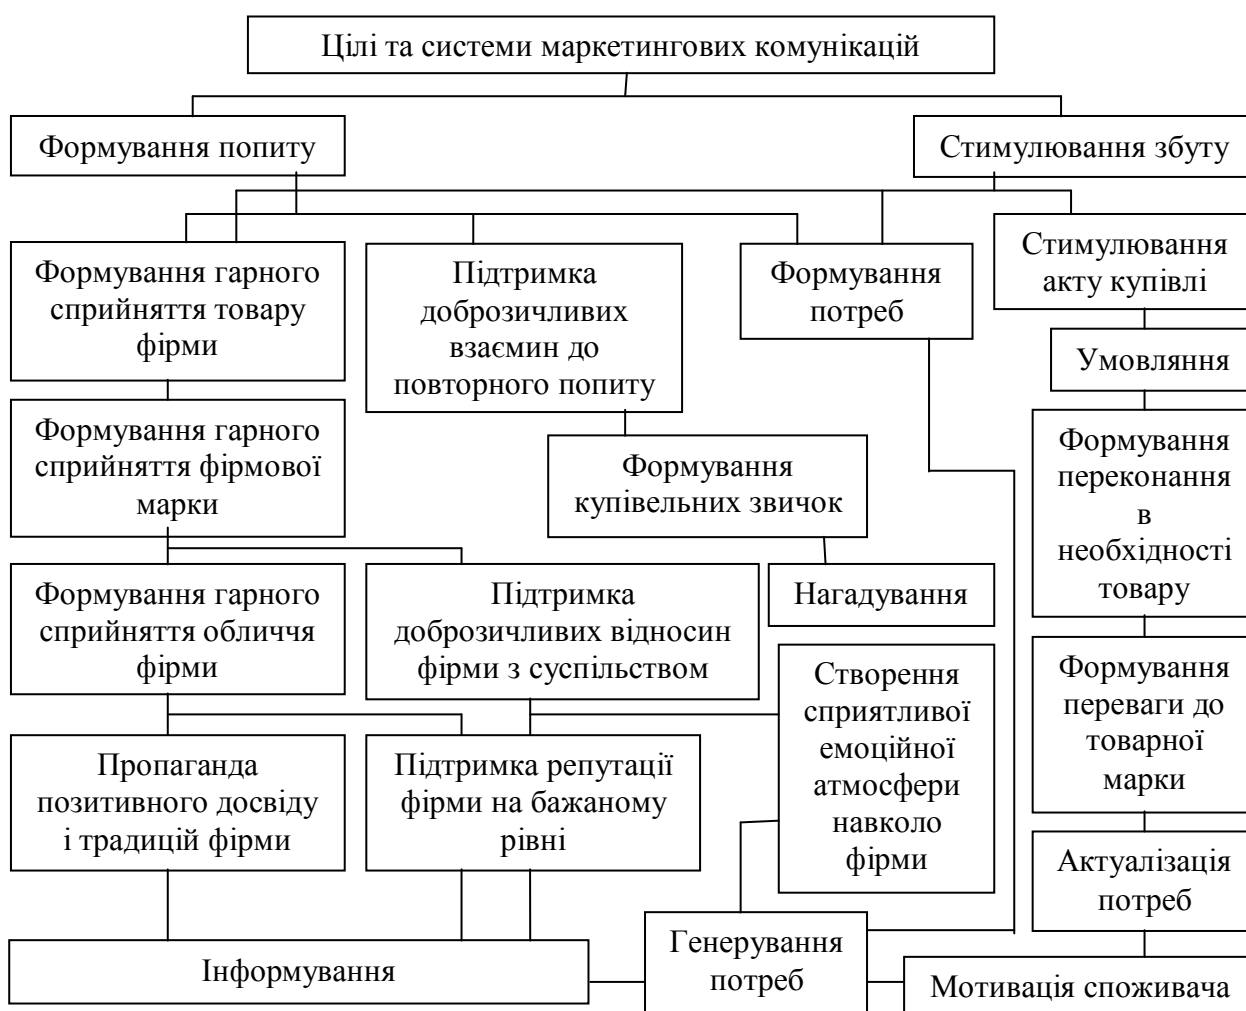 Цілі та системи маркетингових комунікацій
Формування попиту
Стимулювання збуту
Формування гарного
сприйняття товару
фірми
Підтримка
доброзичливих
взаємин до
повторного попиту
Формування
потреб
Стимулювання
акту купівлі
Умовляння
Формування гарного
сприйняття фірмової
марки
Формування
купівельних звичок
Формування
переконання
в
необхідності
товару
Формування гарного
сприйняття обличчя
фірми
Підтримка
доброзичливих відносин
фірми з суспільством
Нагадування
Створення
сприятливої
емоційної
атмосфери
навколо
фірми
Формування
переваги до
товарної
марки
Пропаганда
позитивного досвіду
і традицій фірми
Підтримка репутації
фірми на бажаному
рівні
Актуалізація
потреб
Інформування
Генерування
потреб
Мотивація споживача